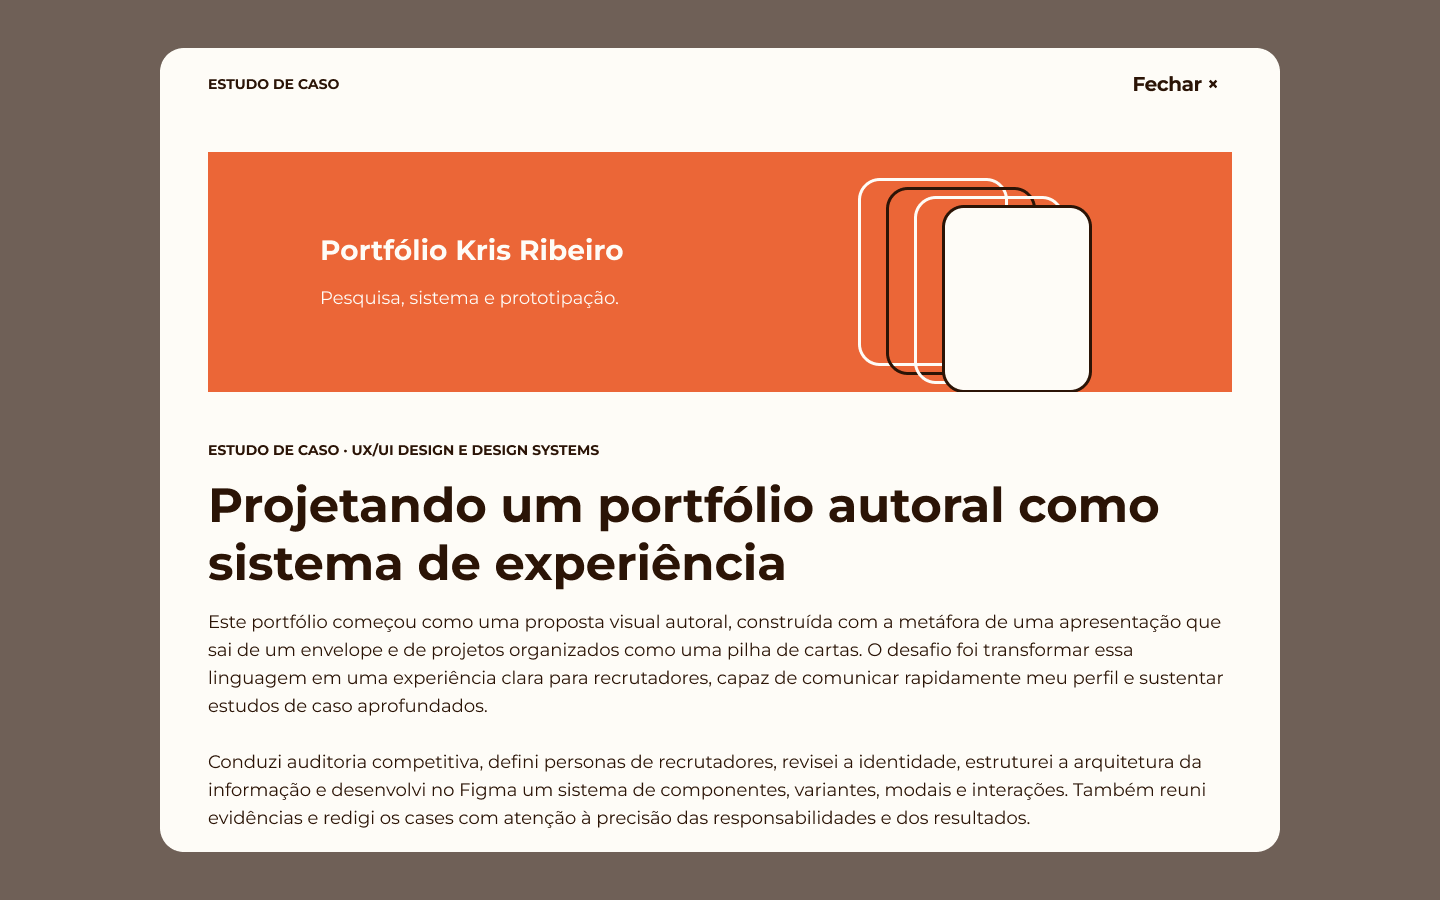 ESTUDO DE CASO
Fechar ×
Portfólio Kris Ribeiro
Pesquisa, sistema e prototipação.
ESTUDO DE CASO · UX/UI DESIGN E DESIGN SYSTEMS
Projetando um portfólio autoral como
sistema de experiência
Este portfólio começou como uma proposta visual autoral, construída com a metáfora de uma apresentação que
sai de um envelope e de projetos organizados como uma pilha de cartas. O desafio foi transformar essa
linguagem em uma experiência clara para recrutadores, capaz de comunicar rapidamente meu perfil e sustentar
estudos de caso aprofundados.
Conduzi auditoria competitiva, defini personas de recrutadores, revisei a identidade, estruturei a arquitetura da
informação e desenvolvi no Figma um sistema de componentes, variantes, modais e interações. Também reuni
evidências e redigi os cases com atenção à precisão das responsabilidades e dos resultados.